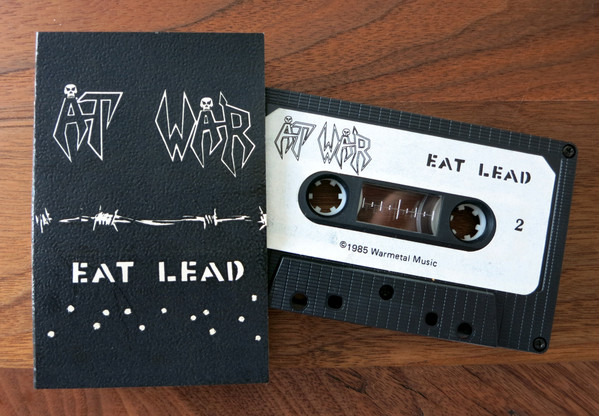 AT WAR
EAT LEAD
AT WAR
EAT LEAD
2
©1985 Warmetal Music